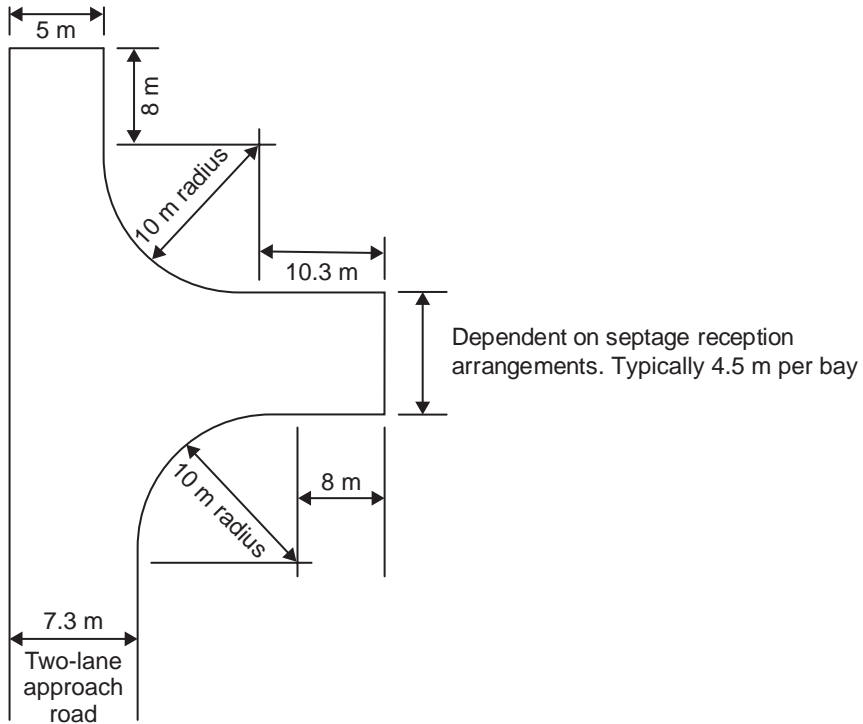 5 m
8 m
10 m radius
10.3 m
Dependent on septage reception
arrangements. Typically 4.5 m per bay
10 m radius
8 m
7.3 m
Two-lane
approach
road